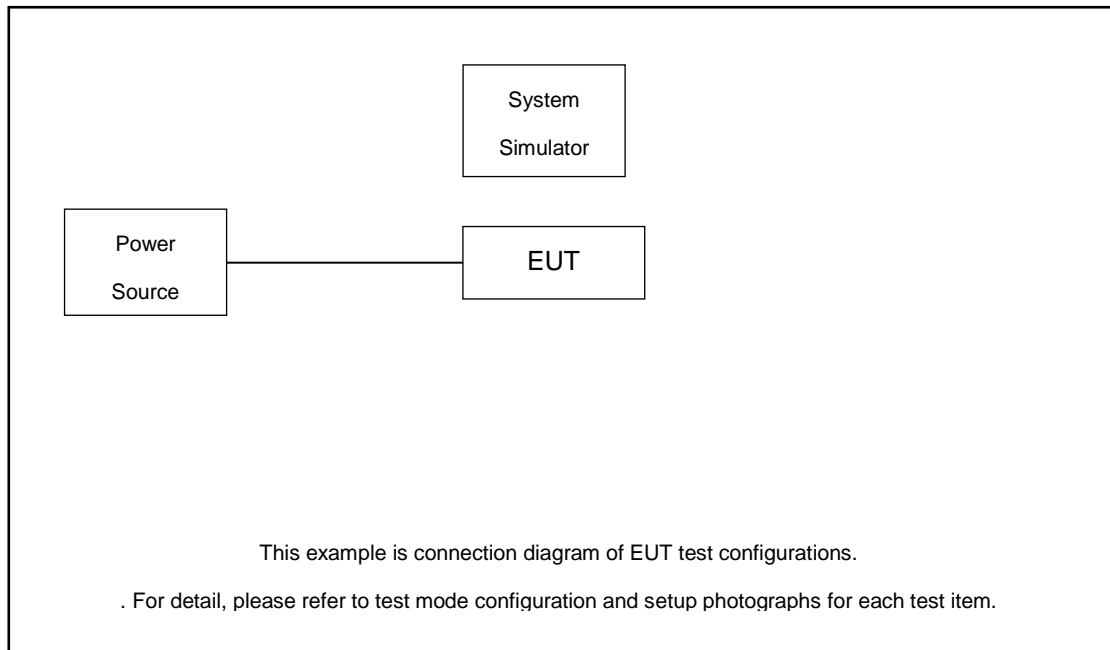 System
Simulator
Power
Source
EUT
This example is connection diagram of EUT test configurations.
. For detail, please refer to test mode configuration and setup photographs for each test item.